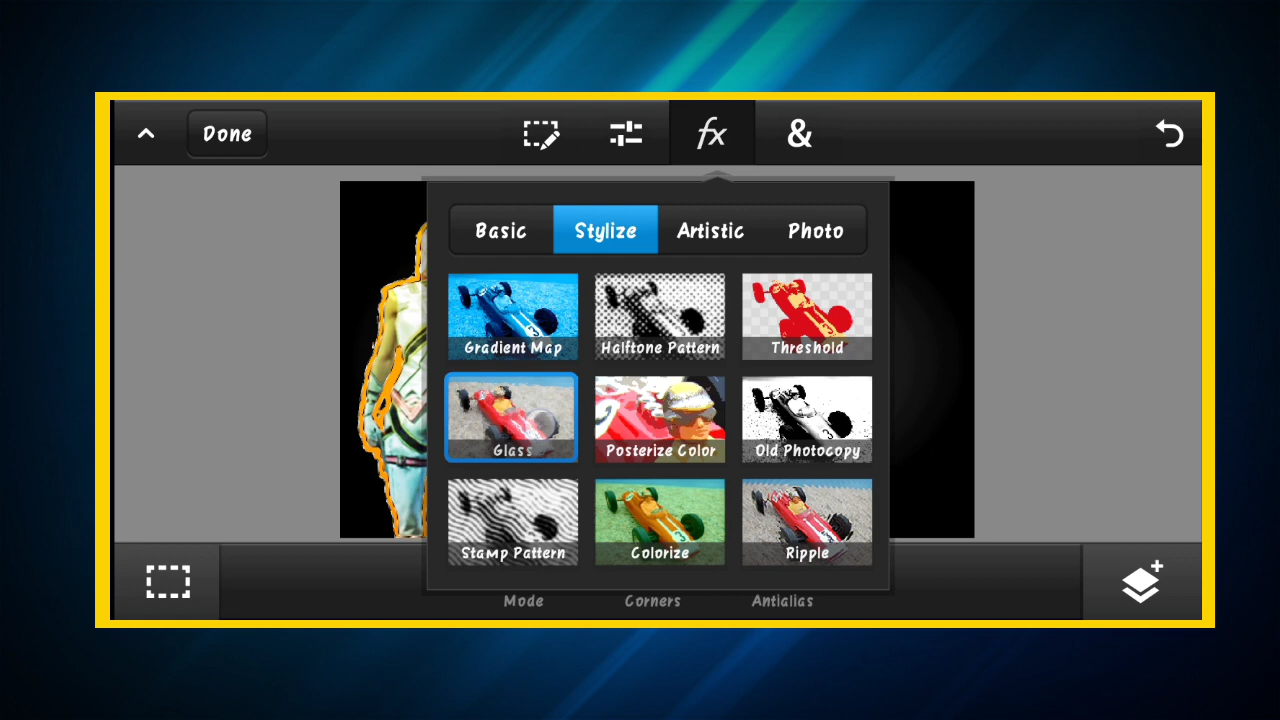 Done
fx
&
Basic Stylize Artistic Photo
Gradient Map Halftone Pattern Threshold
Glass Posterize Color Old Photocopy
Stamp Pattern Colorize Ripple
Mode Corners Antialias